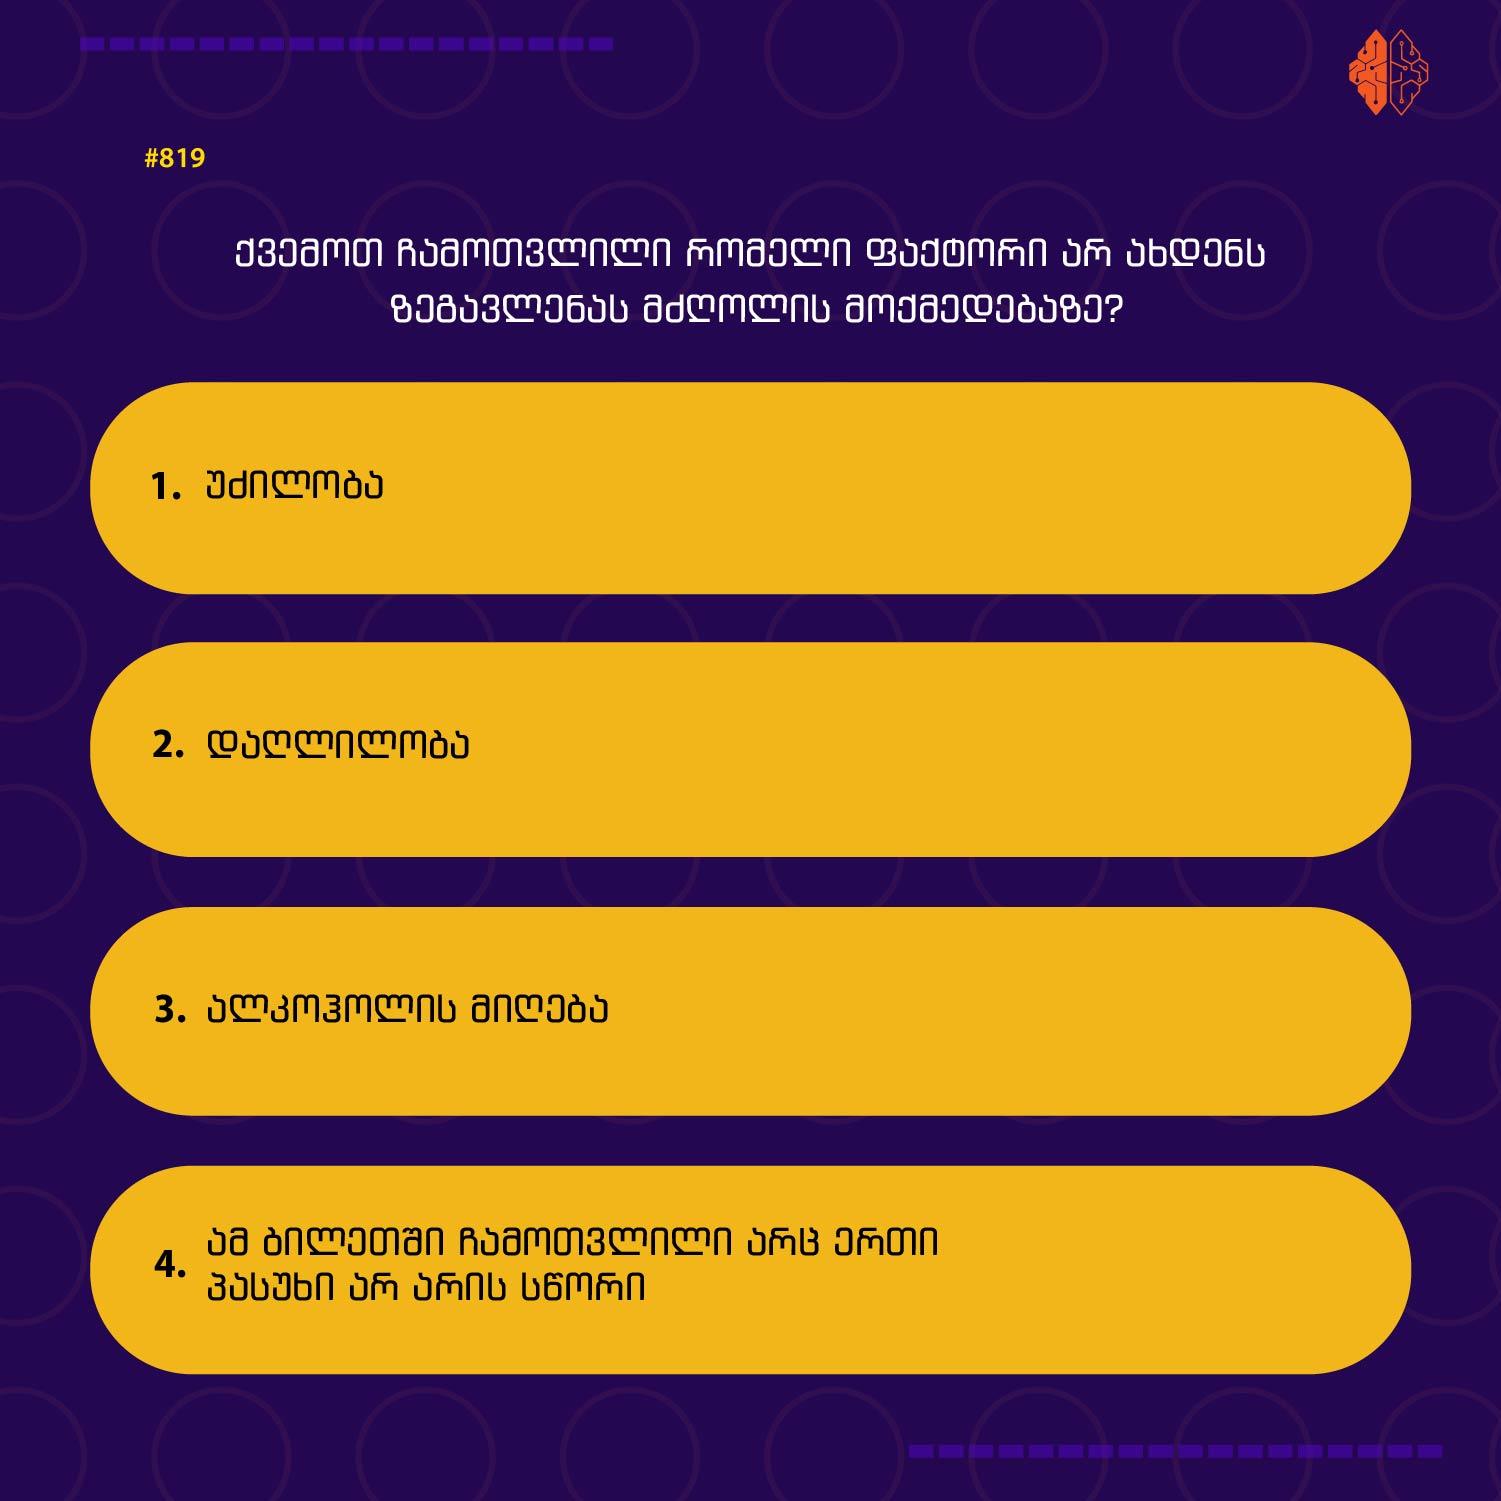 #819
ქვემოთ ჩამოთვლილი რომელი ფაქტორი არ ახდენს
ზეგავლენას მძღოლის მოქმედებაზე?
1. უძილობა
2. დაღლილობა
3. ალკოჰოლის მიღება
4. ამ ბილეთში ჩამოთვლილი არც ერთი
პასუხი არ არის სწორი